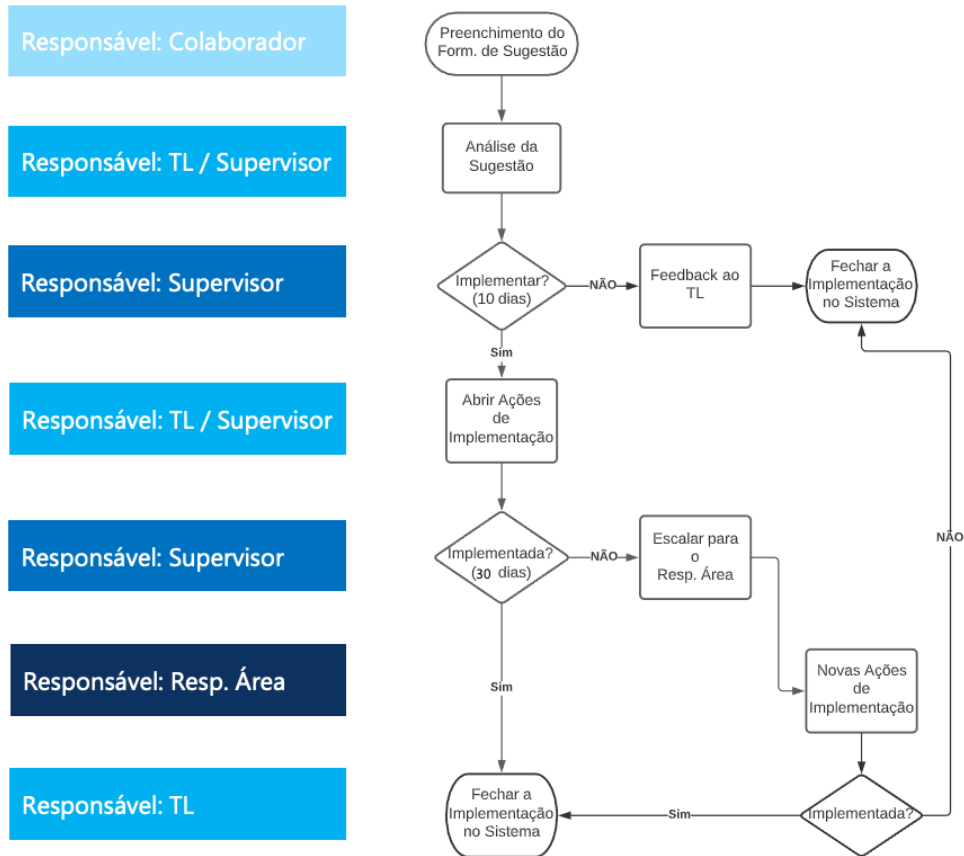 Responsável: Colaborador
Preenchimento do
Form. de Sugestão
Responsável: TL / Supervisor
Análise da
Sugestão
Responsável: Supervisor
Implementar?
(10 dias)
NÃO
Feedback ao
TL
Fechar a
Implementação
no Sistema
Sim
Responsável: TL / Supervisor
Abrir Ações
de
Implementação
Responsável: Supervisor
Implementada?
(30 dias)
NÃO
Escalar para
o
Resp. Área
NÃO
Responsável: Resp. Área
Sim
Novas Ações
de
Implementação
Responsável: TL
Fechar a
Implementação
no Sistema
Sim
Implementada?